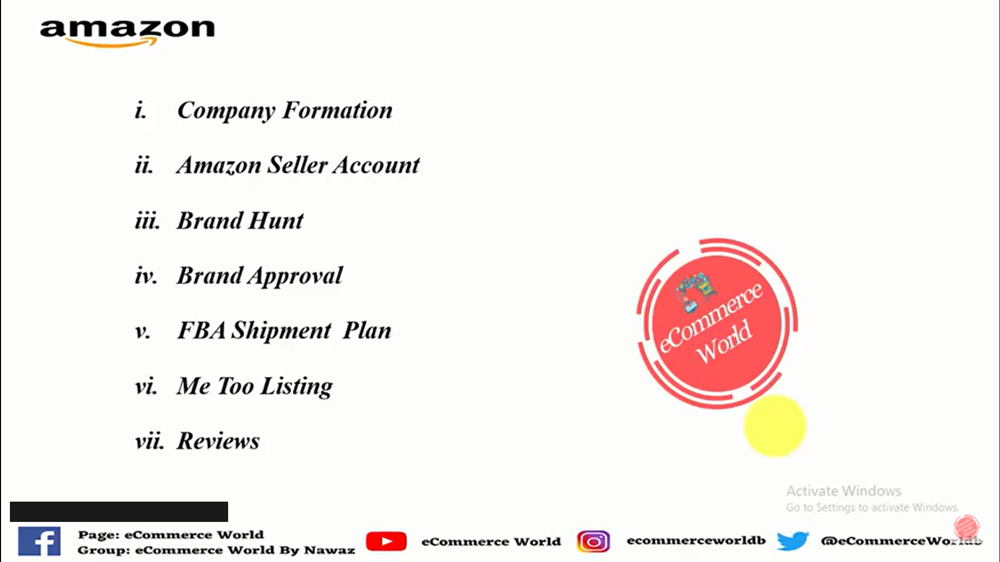 amazon
i. Company Formation
ii. Amazon Seller Account
iii. Brand Hunt
iv. Brand Approval
v. FBA Shipment Plan
vi. Me Too Listing
vii. Reviews
eCommerce
World
Activate Windows
Go to Settings to activate Windows.
Page: eCommerce World
Group: eCommerce World By Nawaz
eCommerce World
ecommerceworldb
@eCommerceWorldb